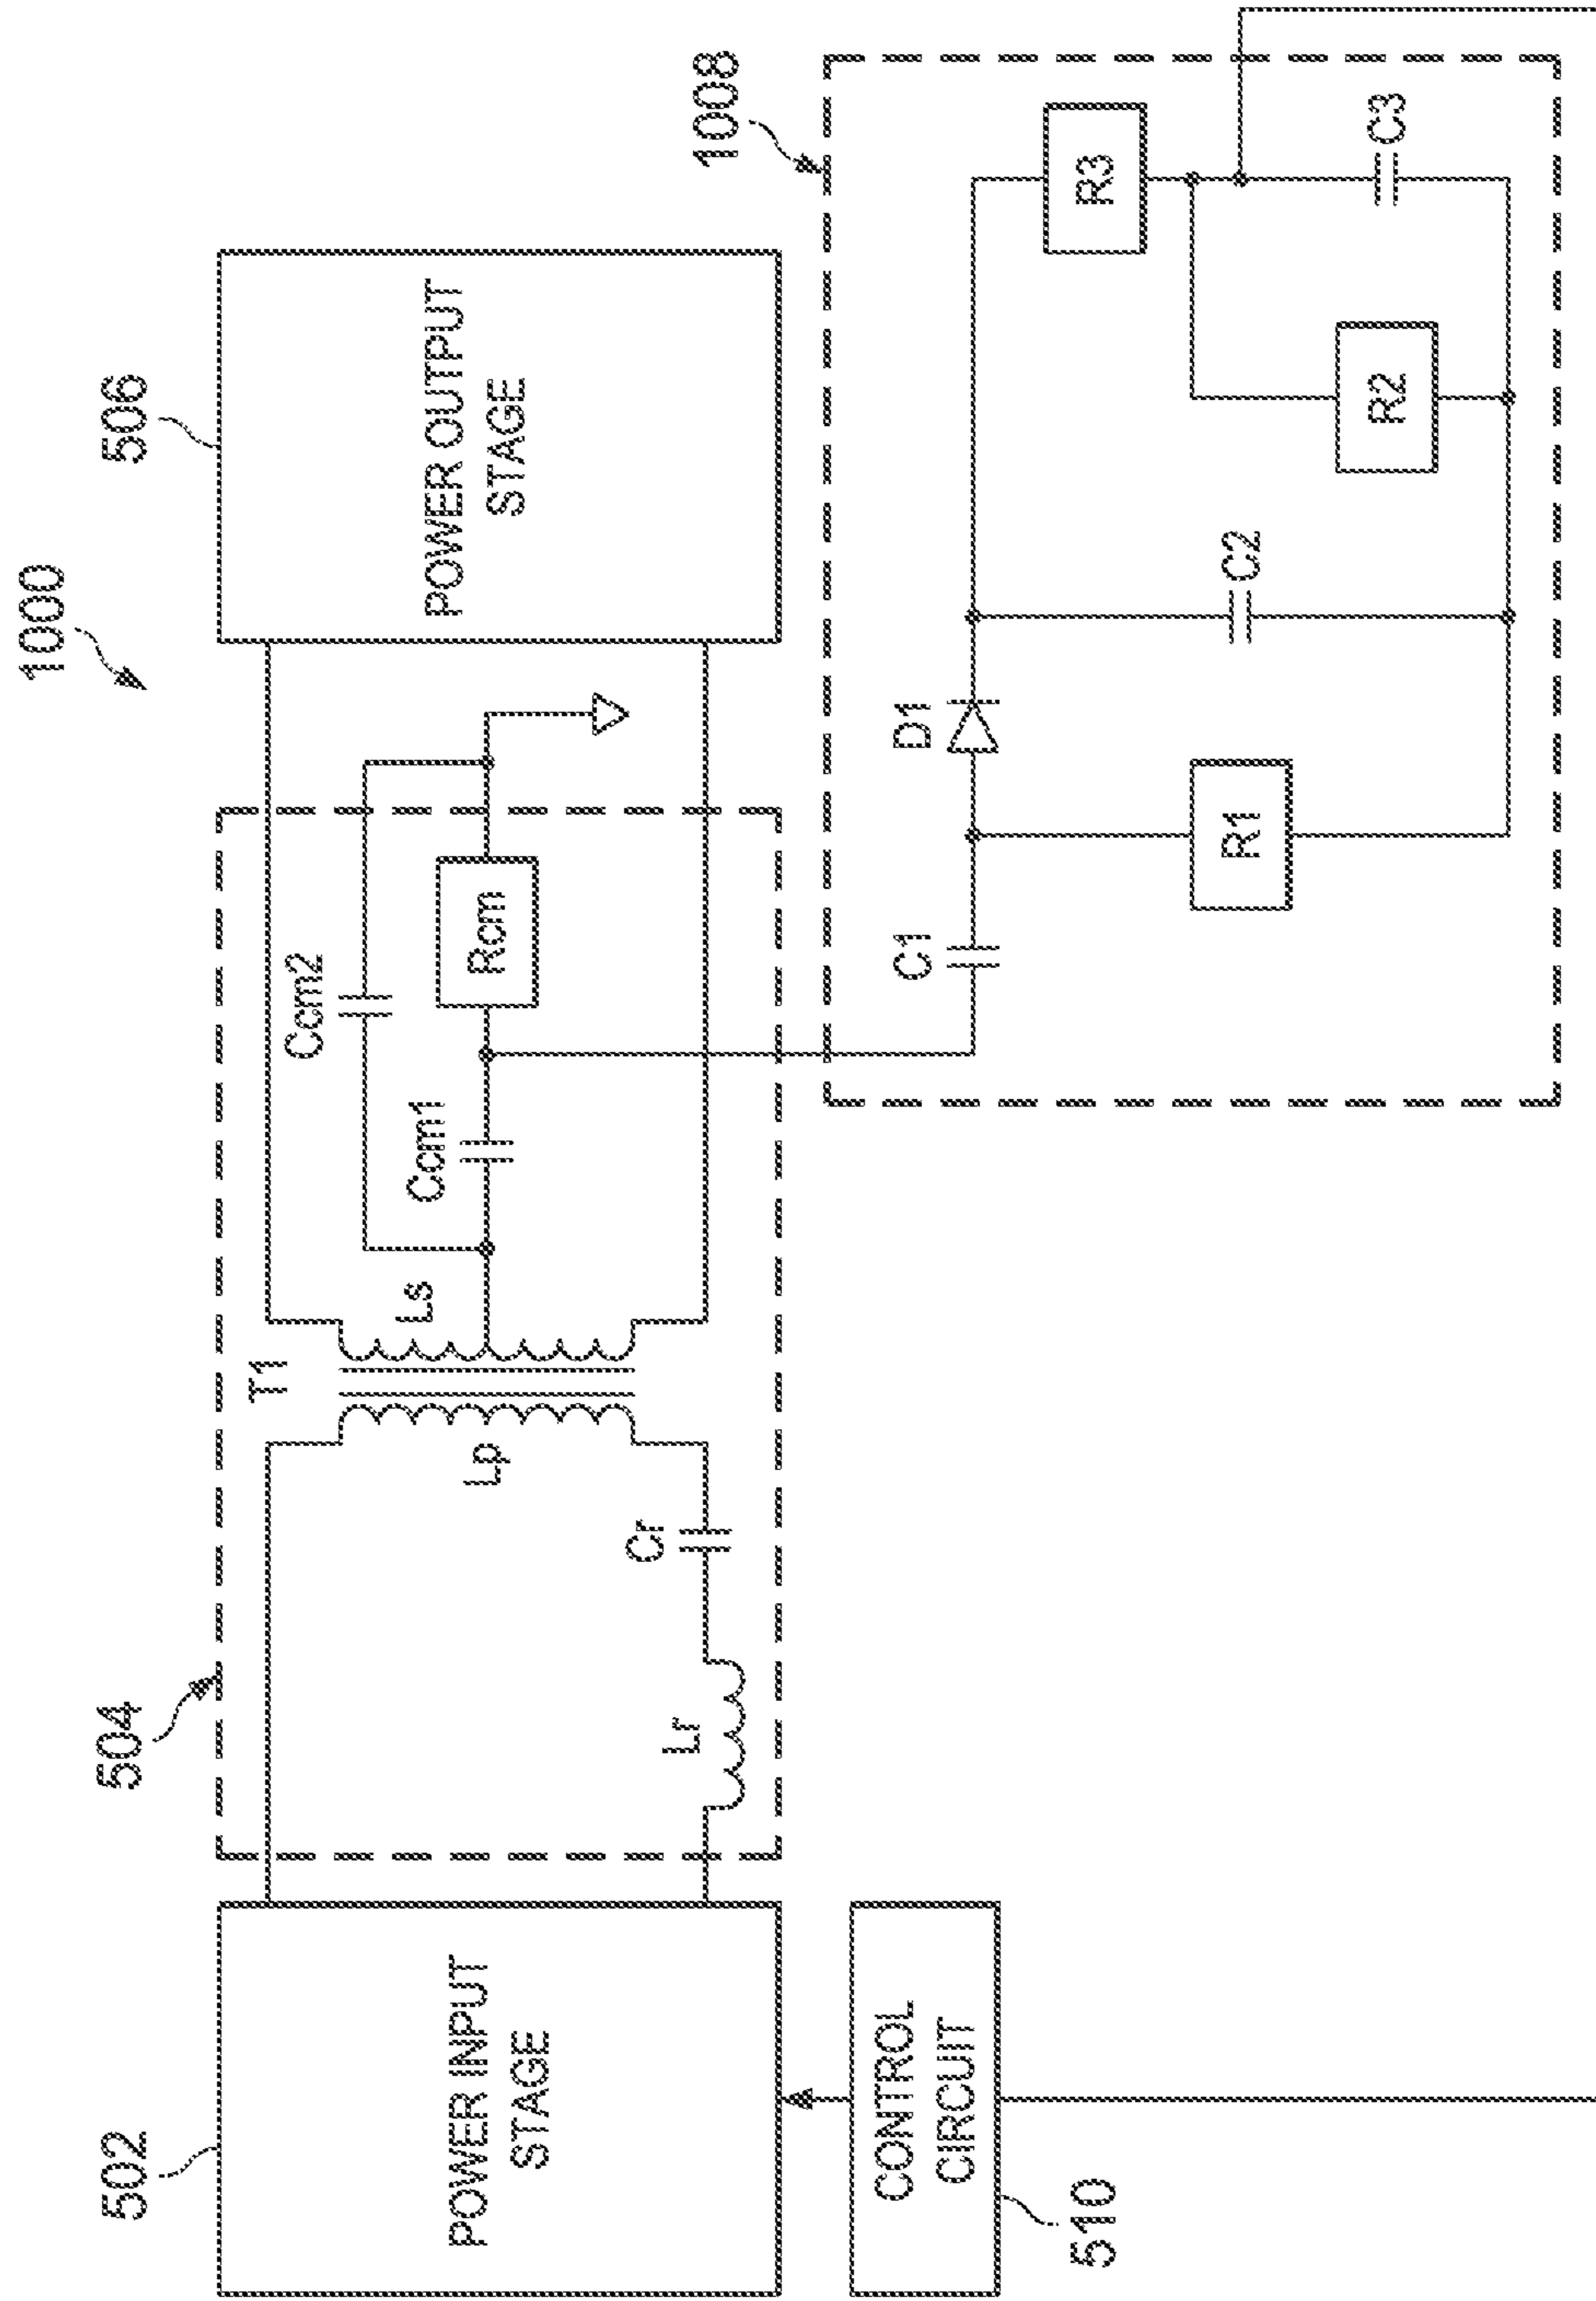 1000
502
POWER INPUT
STAGE
504
T1
Lp
Ls
Lr
Cr
Ccm1
Ccm2
Rcm
506
POWER OUTPUT
STAGE
CONTROL
CIRCUIT
510
1008
C1
D1
R1
C2
R2
R3
C3